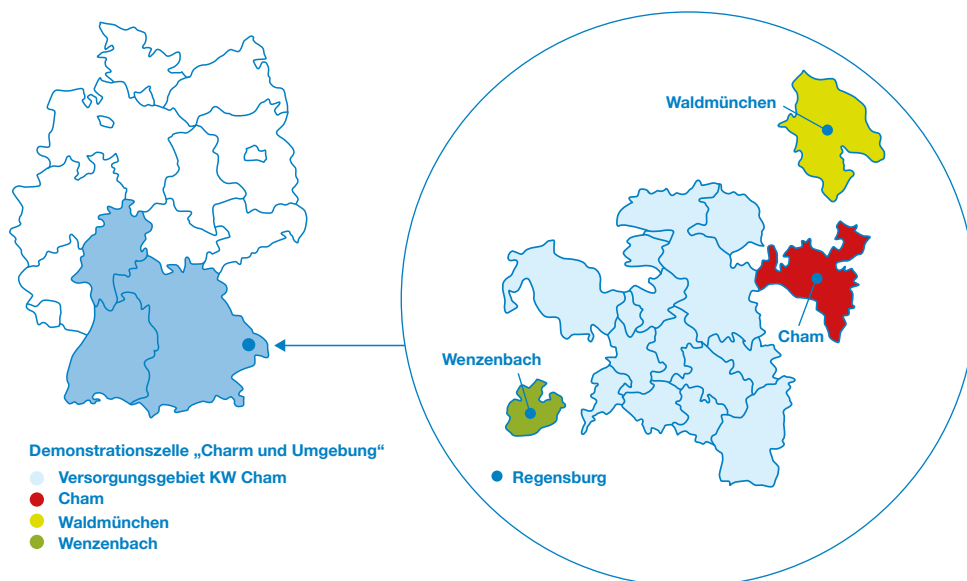 Waldmünchen
Cham
Wenzenbach
Regensburg
Demonstrationszelle „Charm und Umgebung“
Versorgungsgebiet KW Cham
Cham
Waldmünchen
Wenzenbach